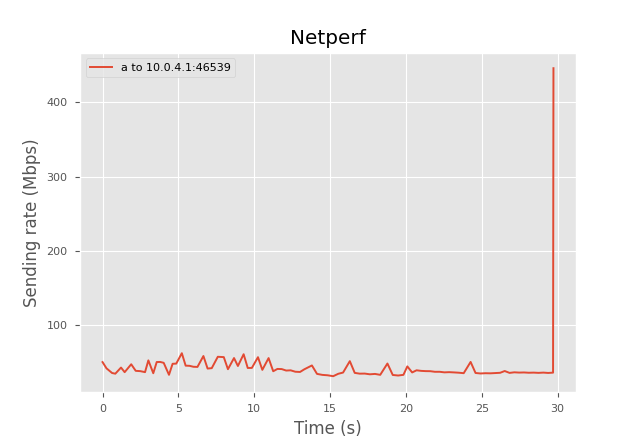 Netperf
a to 10.0.4.1:46539
400
300
200
100
0 5 10 15 20 25 30
Sending rate (Mbps)
Time (s)